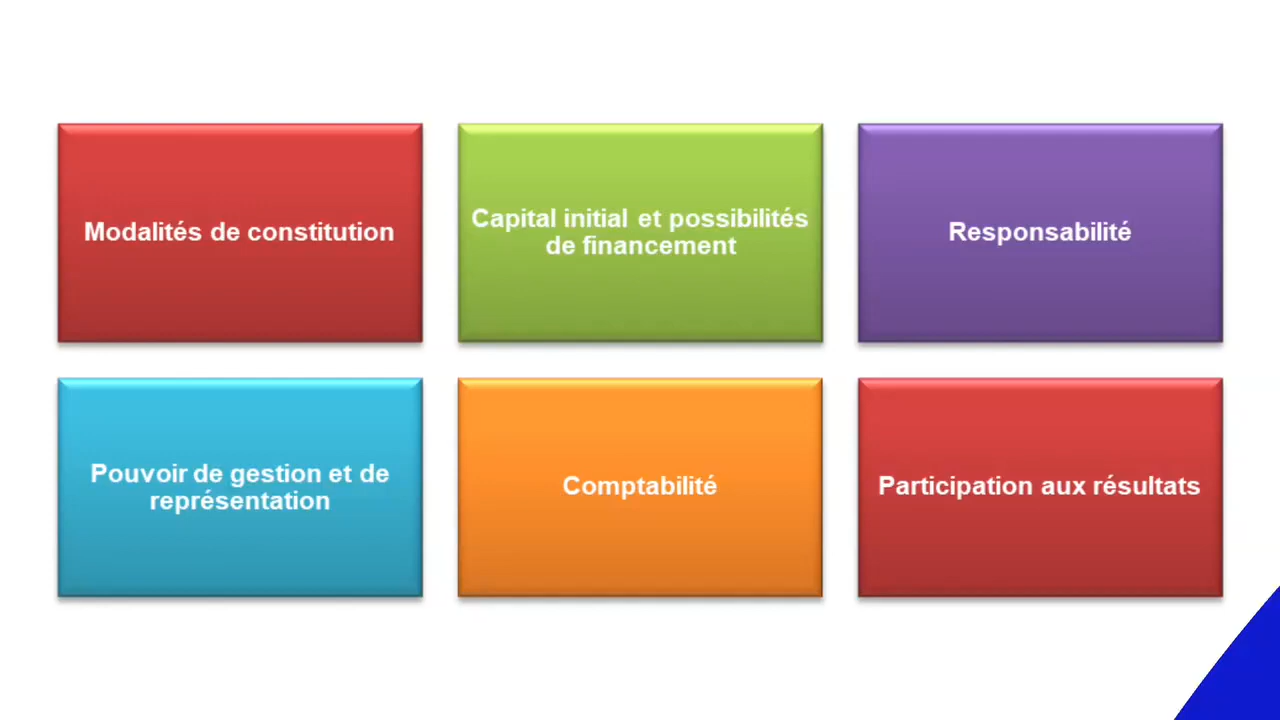 Modalités de constitution
Capital initial et possibilités
de financement
Responsabilité
Pouvoir de gestion et de
représentation
Comptabilité
Participation aux résultats